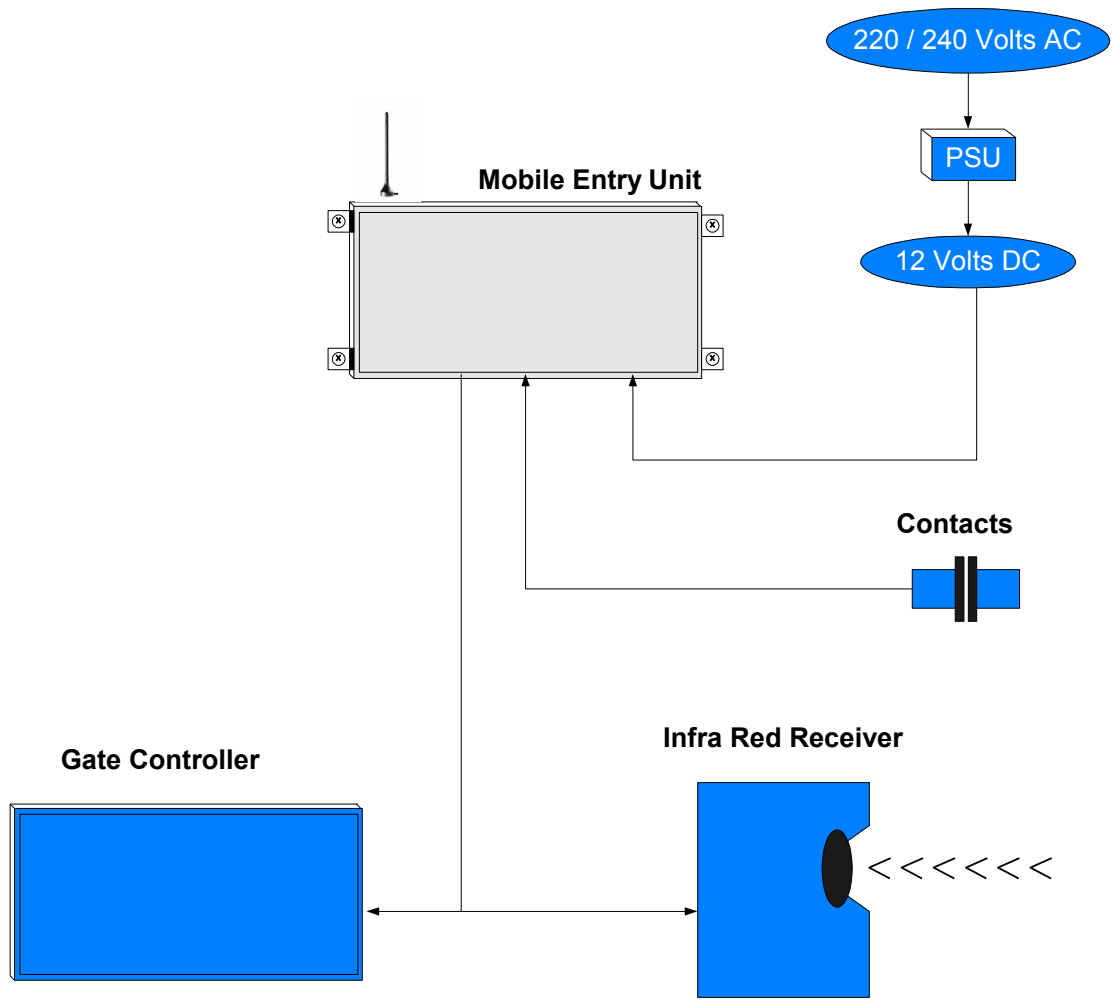 220 / 240 Volts AC
PSU
Mobile Entry Unit
12 Volts DC
Contacts
Infra Red Receiver
Gate Controller